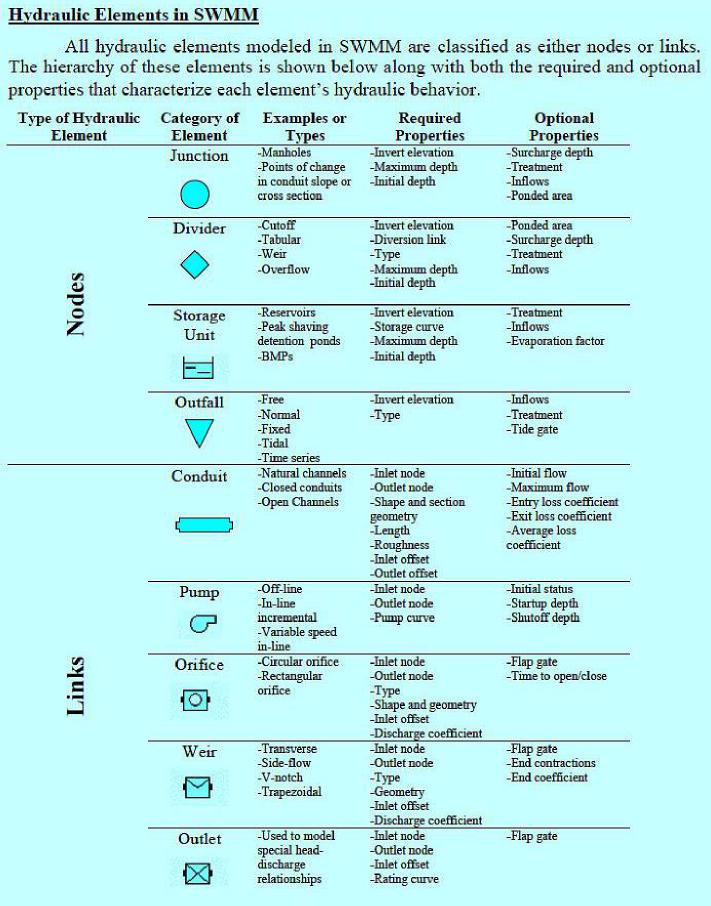 Hydraulic Elements in SWMM
All hydraulic elements modeled in SWMM are classified as either nodes or links.
The hierarchy of these elements is shown below along with both the required and optional
properties that characterize each element's hydraulic behavior.
Type of Hydraulic Element
Category of Element
Examples or Types
Required Properties
Optional Properties
Nodes
Junction
-Manholes
-Points of change
in conduit slope or
cross section
-Invert elevation
-Maximum depth
-Initial depth
-Surcharge depth
-Treatment
-Inflows
-Ponded area
Divider
-Cutoff
-Tabular
-Weir
-Overflow
-Invert elevation
-Diversion link
-Type
-Maximum depth
-Initial depth
-Ponded area
-Surcharge depth
-Treatment
-Inflows
Storage
Unit
-Reservoirs
-Peak shaving
detention ponds
-BMPs
-Invert elevation
-Storage curve
-Maximum depth
-Initial depth
-Treatment
-Inflows
-Evaporation factor
Outfall
-Free
-Normal
-Fixed
-Tidal
-Time series
-Invert elevation
-Type
-Inflows
-Treatment
-Tide gate
Links
Conduit
-Natural channels
-Closed conduits
-Open Channels
-Inlet node
-Outlet node
-Shape and section
geometry
-Length
-Roughness
-Inlet offset
-Outlet offset
-Initial flow
-Maximum flow
-Entry loss coefficient
-Exit loss coefficient
-Average loss
coefficient
Pump
-Off-line
-In-line
incremental
-Variable speed
in-line
-Inlet node
-Outlet node
-Pump curve
-Initial status
-Startup depth
-Shutoff depth
Orifice
-Circular orifice
-Rectangular
orifice
-Inlet node
-Outlet node
-Type
-Shape and geometry
-Inlet offset
-Discharge coefficient
-Flap gate
-Time to open/close
Weir
-Transverse
-Side-flow
-V-notch
-Trapezoidal
-Inlet node
-Outlet node
-Type
-Geometry
-Inlet offset
-Discharge coefficient
-Flap gate
-End contractions
-End coefficient
Outlet
-Used to model
special head-
discharge
relationships
-Inlet node
-Outlet node
-Inlet offset
-Rating curve
-Flap gate